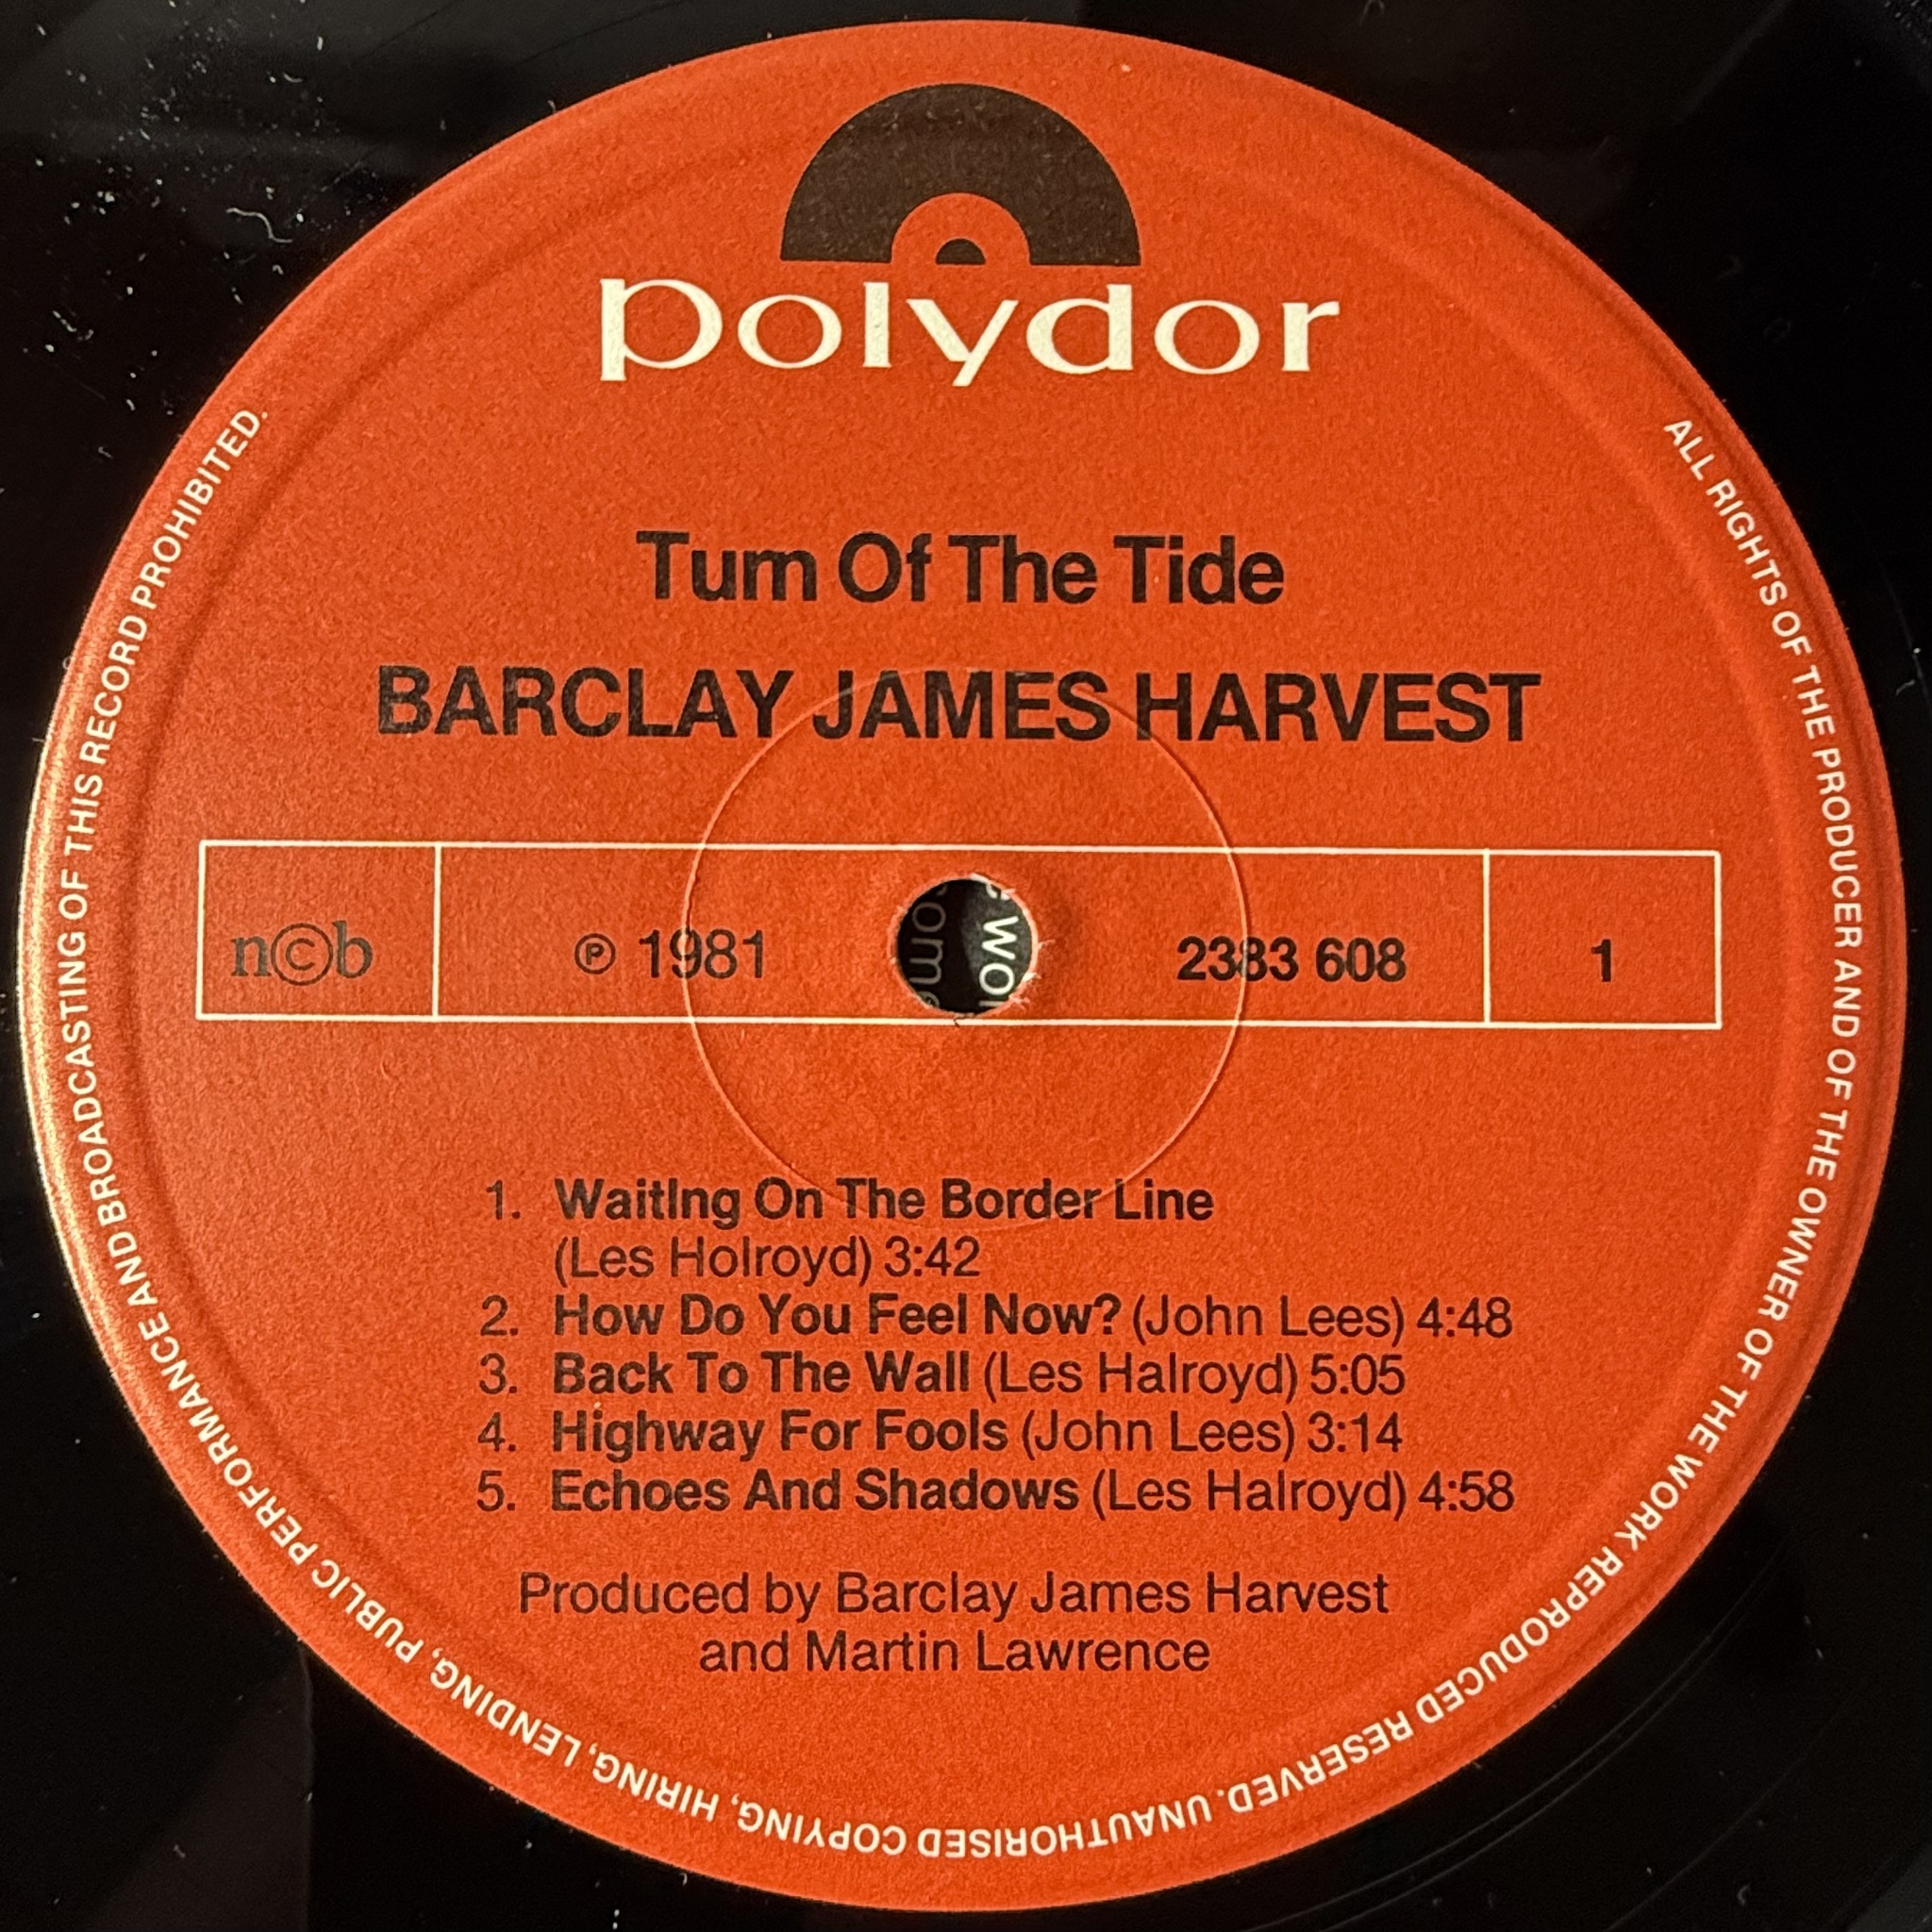 polydor
Turn Of The Tide
BARCLAY JAMES HARVEST
n©b ℗ 1981 2383 608 1
1. WaitIng On The Border Line
(Les Holroyd) 3:42
2. How Do You Feel Now? (John Lees) 4:48
3. Back To The Wall (Les Halroyd) 5:05
4. Highway For Fools (John Lees) 3:14
5. Echoes And Shadows (Les Halroyd) 4:58
Produced by Barclay James Harvest
and Martin Lawrence
ALL RIGHTS OF THE PRODUCER AND OF THE OWNER OF THE WORK REPRODUCED RESERVED. UNAUTHORISED COPYING, HIRING, LENDING, PUBLIC PERFORMANCE AND BROADCASTING OF THIS RECORD PROHIBITED.